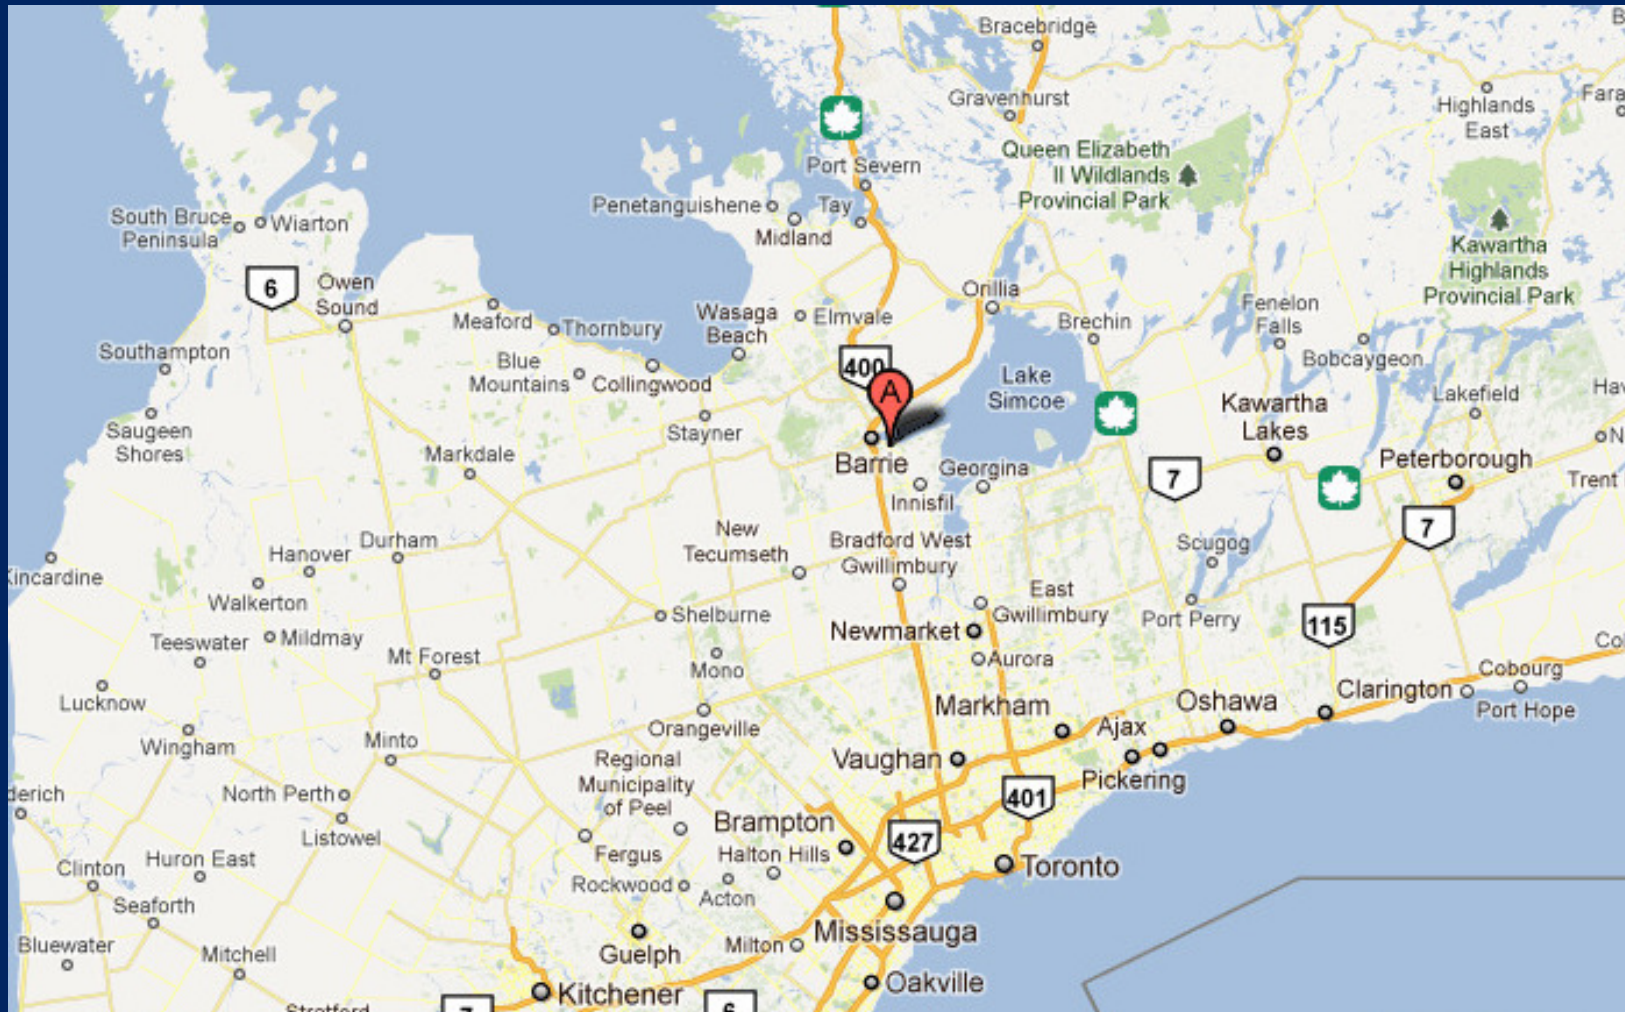 Bracebridge
Gravenhurst
Highlands
East
Queen Elizabeth
II Wildlands
Provincial Park
Port Severn
Penetanguishene
Tay
Midland
South Bruce
Peninsula
Wiarton
Kawartha
Highlands
Provincial Park
6
Owen
Sound
Orillia
Meaford
Thornbury
Wasaga
Beach
Elmvale
Brechin
Fenelon
Falls
Southampton
Blue
Mountains
Collingwood
400
Lake
Simcoe
Bobcaygeon
A
Kawartha
Lakes
Lakefield
Saugeen
Shores
Stayner
Markdale
Barrie
Georgina
7
Peterborough
Innisfil
Trent
New
Tecumseth
Bradford West
Gwillimbury
7
Hanover
Durham
Scugog
Kincardine
Walkerton
Shelburne
East
Gwillimbury
Port Perry
115
Teeswater
Mildmay
Newmarket
Mt Forest
Mono
Aurora
Cobourg
Lucknow
Markham
Oshawa
Clarington
Port Hope
Orangeville
Ajax
Wingham
Minto
Regional
Municipality
of Peel
Vaughan
Pickering
derich
North Perth
401
Listowel
Brampton
427
Clinton
Huron East
Fergus
Halton Hills
Toronto
Rockwood
Acton
Seaforth
Mississauga
Bluewater
Mitchell
Guelph
Milton
Oakville
Kitchener
Stratford
7
6